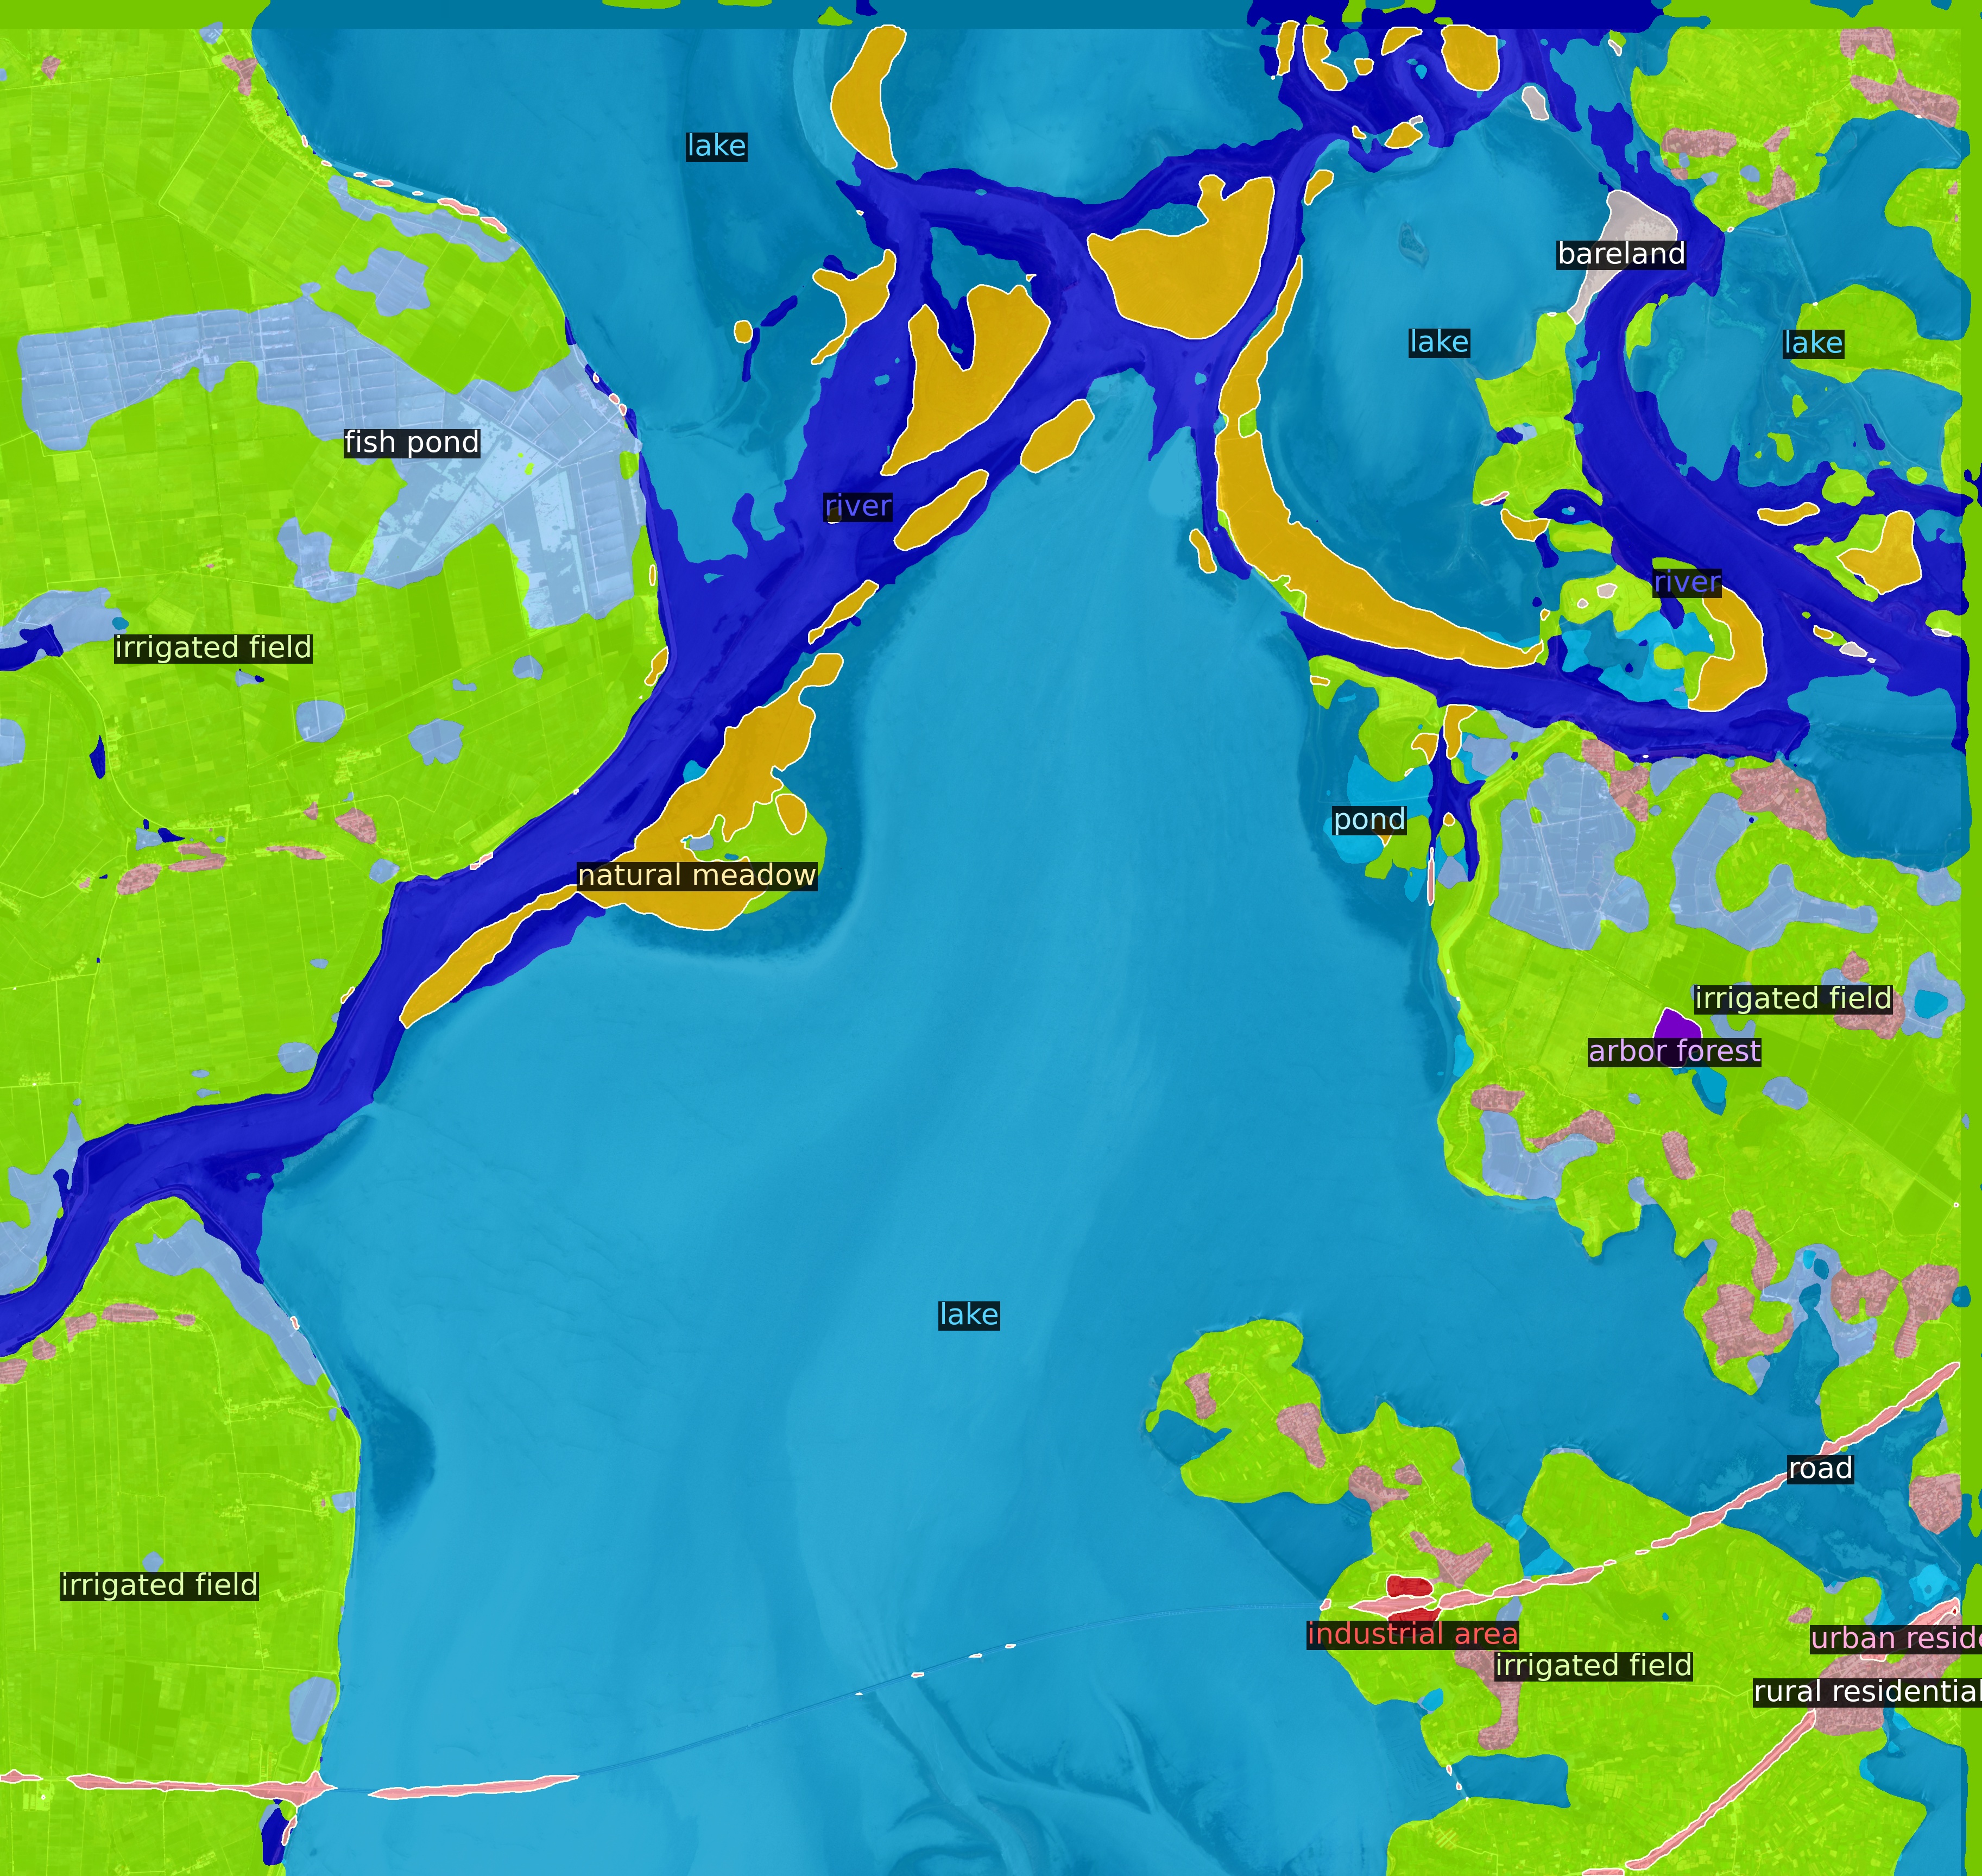 lake
bareland
lake
lake
fish pond
river
river
irrigated field
pond
natural meadow
irrigated field
arbor forest
lake
road
irrigated field
industrial area
urban reside
irrigated field
rural residential